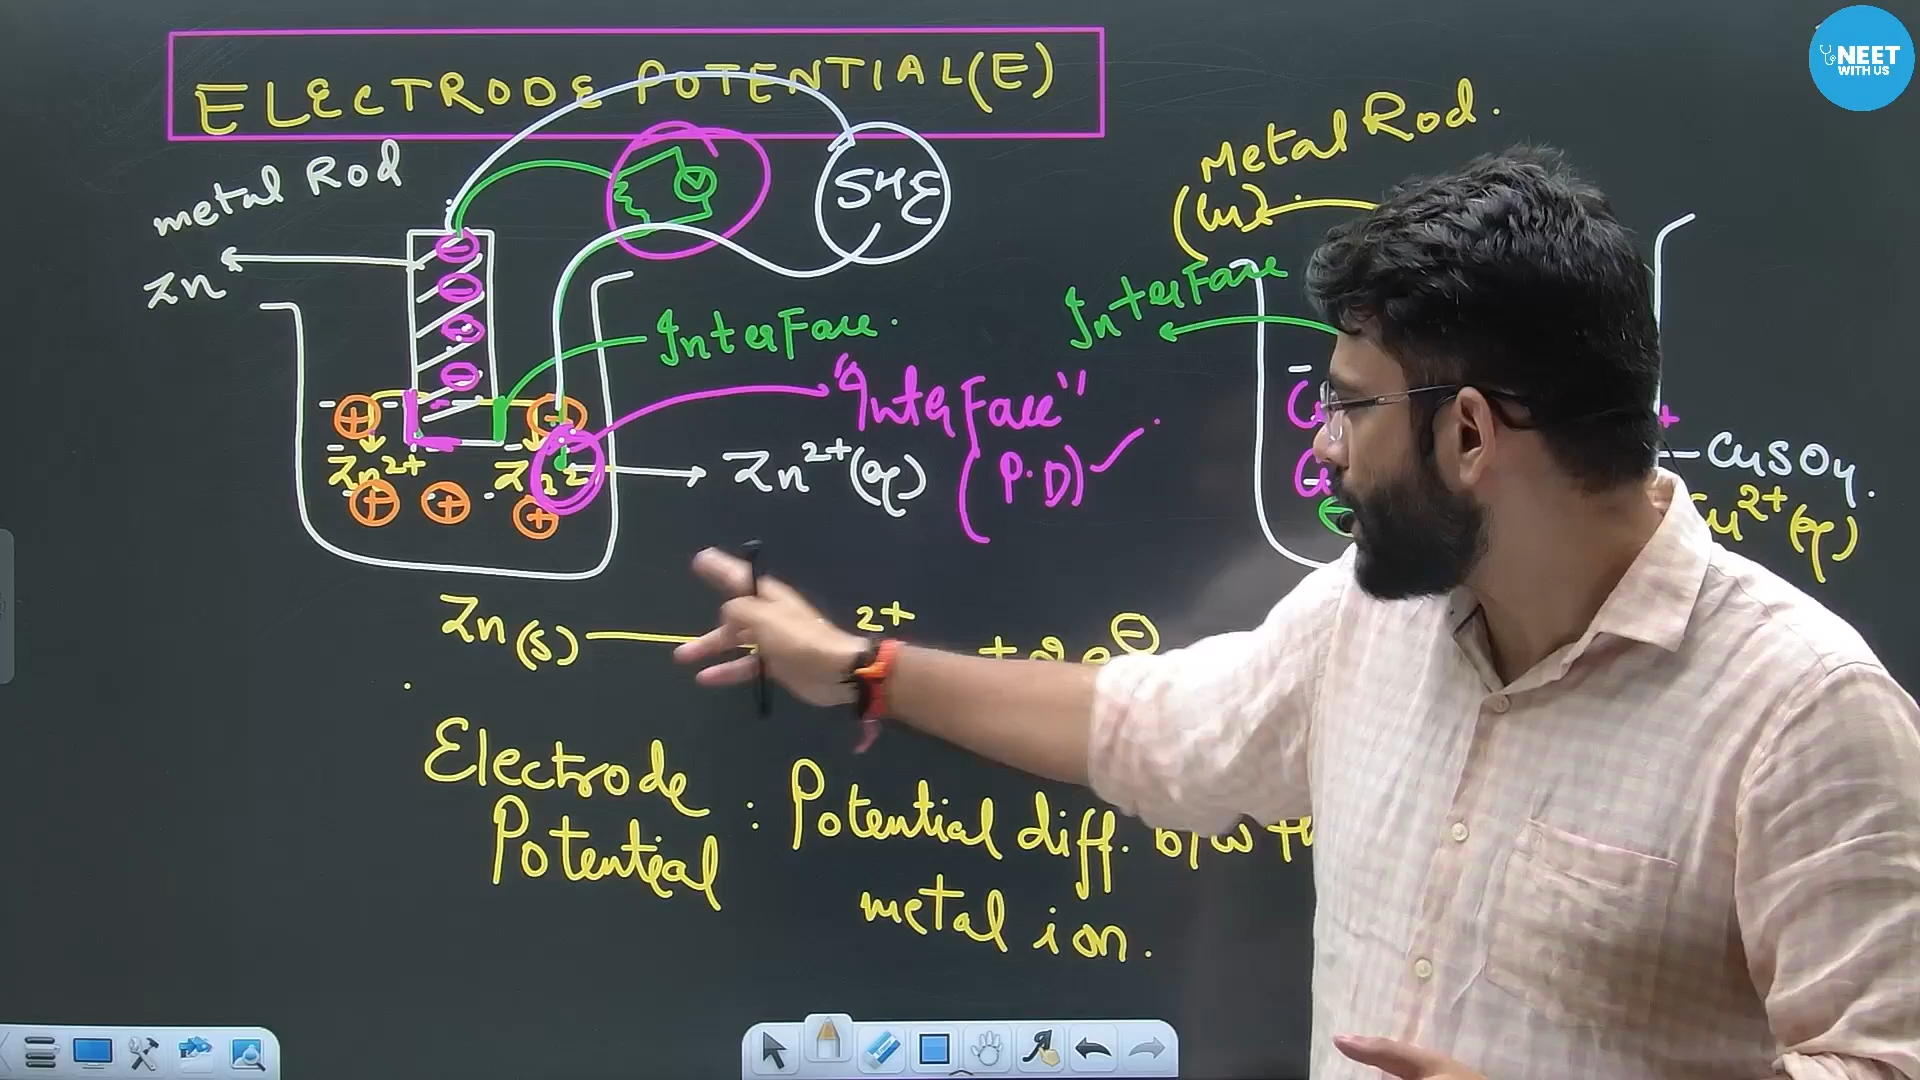 ELECTRODE POTENTIAL(E)
NEET
WITH US
metal Rod
Zn
SHE
Metal Rod.
(Cu)
InterFace.
InterFace
"InterFace"
(P.D)
Zn2+
Zn2
Zn2+(aq)
CuSO4.
Cu2+(aq)
Zn(s)
2+
+ 2e⊖
Electrode
Potential : Potential diff. b/w th
metal ion.